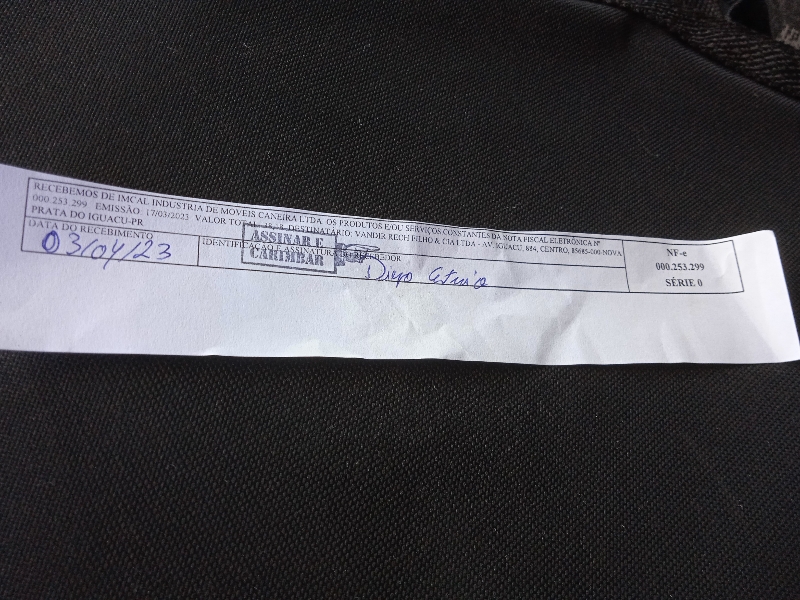 RECEBEMOS DE IMCAL INDUSTRIA DE MOVEIS CANEIRA LTDA. OS PRODUTOS E/OU SERVIÇOS CONSTANTES DA NOTA FISCAL ELETRÔNICA Nº
000.253.299 EMISSÃO: 17/03/2023 VALOR TOTAL DESTINATÁRIO: VANDER RECH FILHO & CIA LTDA - AV. IGUACU, 884, CENTRO, 85685-000-NOVA
PRATA DO IGUACU-PR
DATA DO RECEBIMENTO
03/04/23
IDENTIFICAÇÃO E ASSINATURA DO RECEBEDOR
ASSINAR E
CARIMBAR
Diego
NF-e
000.253.299
SÉRIE 0